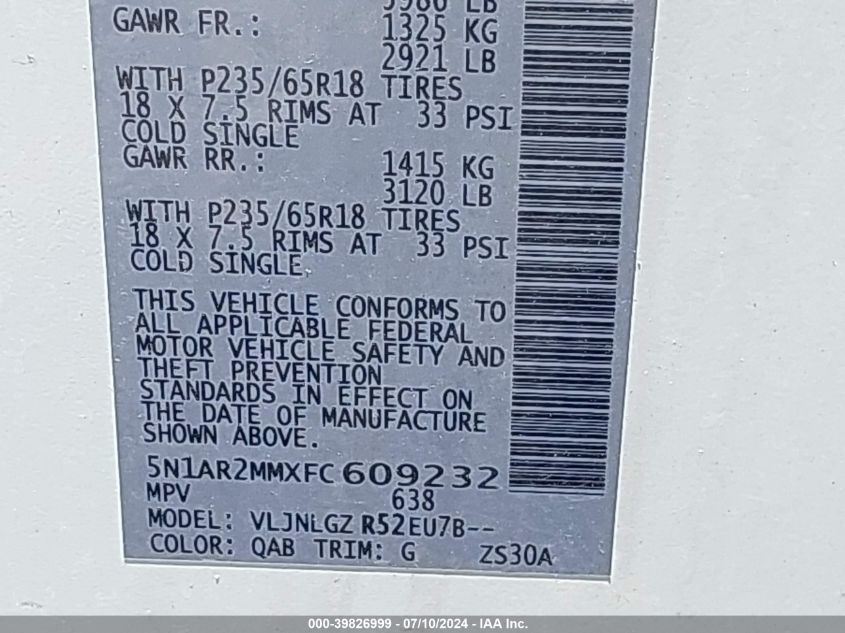 5986 LB
GAWR FR.: 1325 KG
2921 LB
WITH P235/65R18 TIRES
18 X 7.5 RIMS AT 33 PSI
COLD SINGLE
GAWR RR.: 1415 KG
3120 LB
WITH P235/65R18 TIRES
18 X 7.5 RIMS AT 33 PSI
COLD SINGLE
THIS VEHICLE CONFORMS TO
ALL APPLICABLE FEDERAL
MOTOR VEHICLE SAFETY AND
THEFT PREVENTION
STANDARDS IN EFFECT ON
THE DATE OF MANUFACTURE
SHOWN ABOVE.
5N1AR2MMXFC609232
MPV 638
MODEL: VLJNLGZ R52EU7B--
COLOR: QAB TRIM: G ZS30A
000-39826999 - 07/10/2024 - IAA Inc.